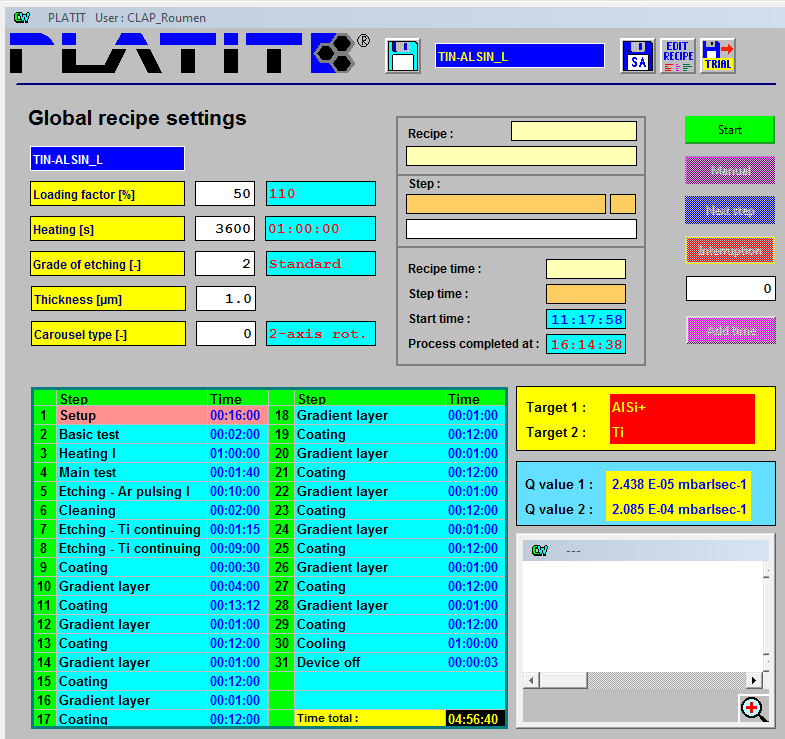 CW PLATIT User : CLAP_Roumen
PLATIT ®
TIN-ALSIN_L
SA
EDIT RECIPE
TRIAL
Global recipe settings
TIN-ALSIN_L
Loading factor [%] 50 110
Heating [s] 3600 01:00:00
Grade of etching [-] 2 Standard
Thickness [µm] 1.0
Carousel type [-] 0 2-axis rot.
Recipe :
Step :
Recipe time :
Step time :
Start time : 11:17:58
Process completed at : 16:14:38
Start
Manual
Next step
Interruption
0
Add time
Step Time Step Time
1 Setup 00:16:00 18 Gradient layer 00:01:00
2 Basic test 00:02:00 19 Coating 00:12:00
3 Heating I 01:00:00 20 Gradient layer 00:01:00
4 Main test 00:01:40 21 Coating 00:12:00
5 Etching - Ar pulsing I 00:10:00 22 Gradient layer 00:01:00
6 Cleaning 00:02:00 23 Coating 00:12:00
7 Etching - Ti continuing 00:01:15 24 Gradient layer 00:01:00
8 Etching - Ti continuing 00:09:00 25 Coating 00:12:00
9 Coating 00:00:30 26 Gradient layer 00:01:00
10 Gradient layer 00:04:00 27 Coating 00:12:00
11 Coating 00:13:12 28 Gradient layer 00:01:00
12 Gradient layer 00:01:00 29 Coating 00:12:00
13 Coating 00:12:00 30 Cooling 01:00:00
14 Gradient layer 00:01:00 31 Device off 00:00:03
15 Coating 00:12:00
16 Gradient layer 00:01:00
17 Coating 00:12:00 Time total : 04:56:40
Target 1 : AlSi+
Target 2 : Ti
Q value 1 : 2.438 E-05 mbarlsec-1
Q value 2 : 2.085 E-04 mbarlsec-1
CW ---